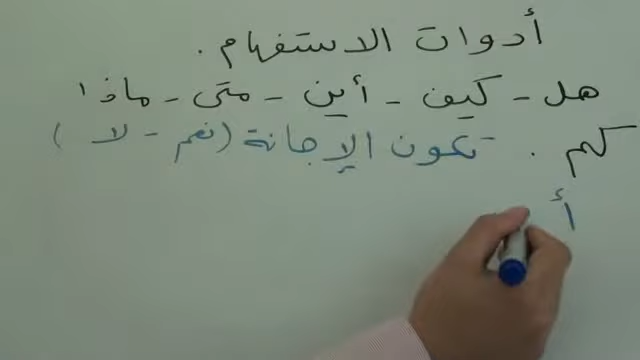 أدوات الاستفهام .
هل - كيف - أين - متى - ماذا
كم . تكون الإجابة (نعم - لا )
أ